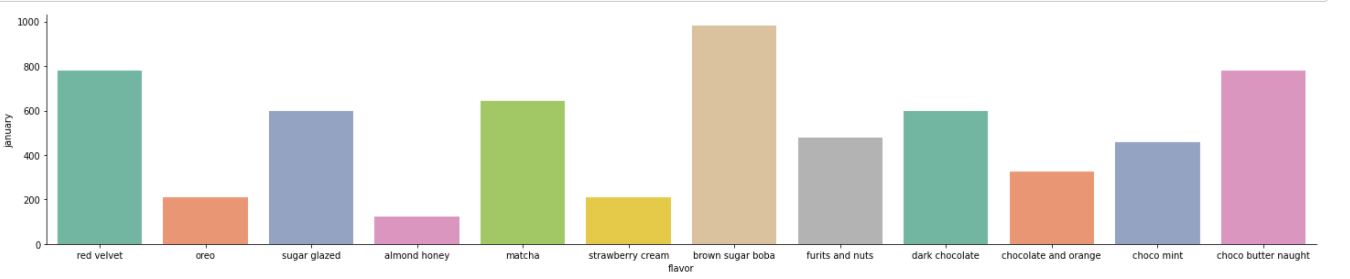 1000
800
600
400
200
0
january
red velvet oreo sugar glazed almond honey matcha strawberry cream brown sugar boba furits and nuts dark chocolate chocolate and orange choco mint choco butter naught
flavor